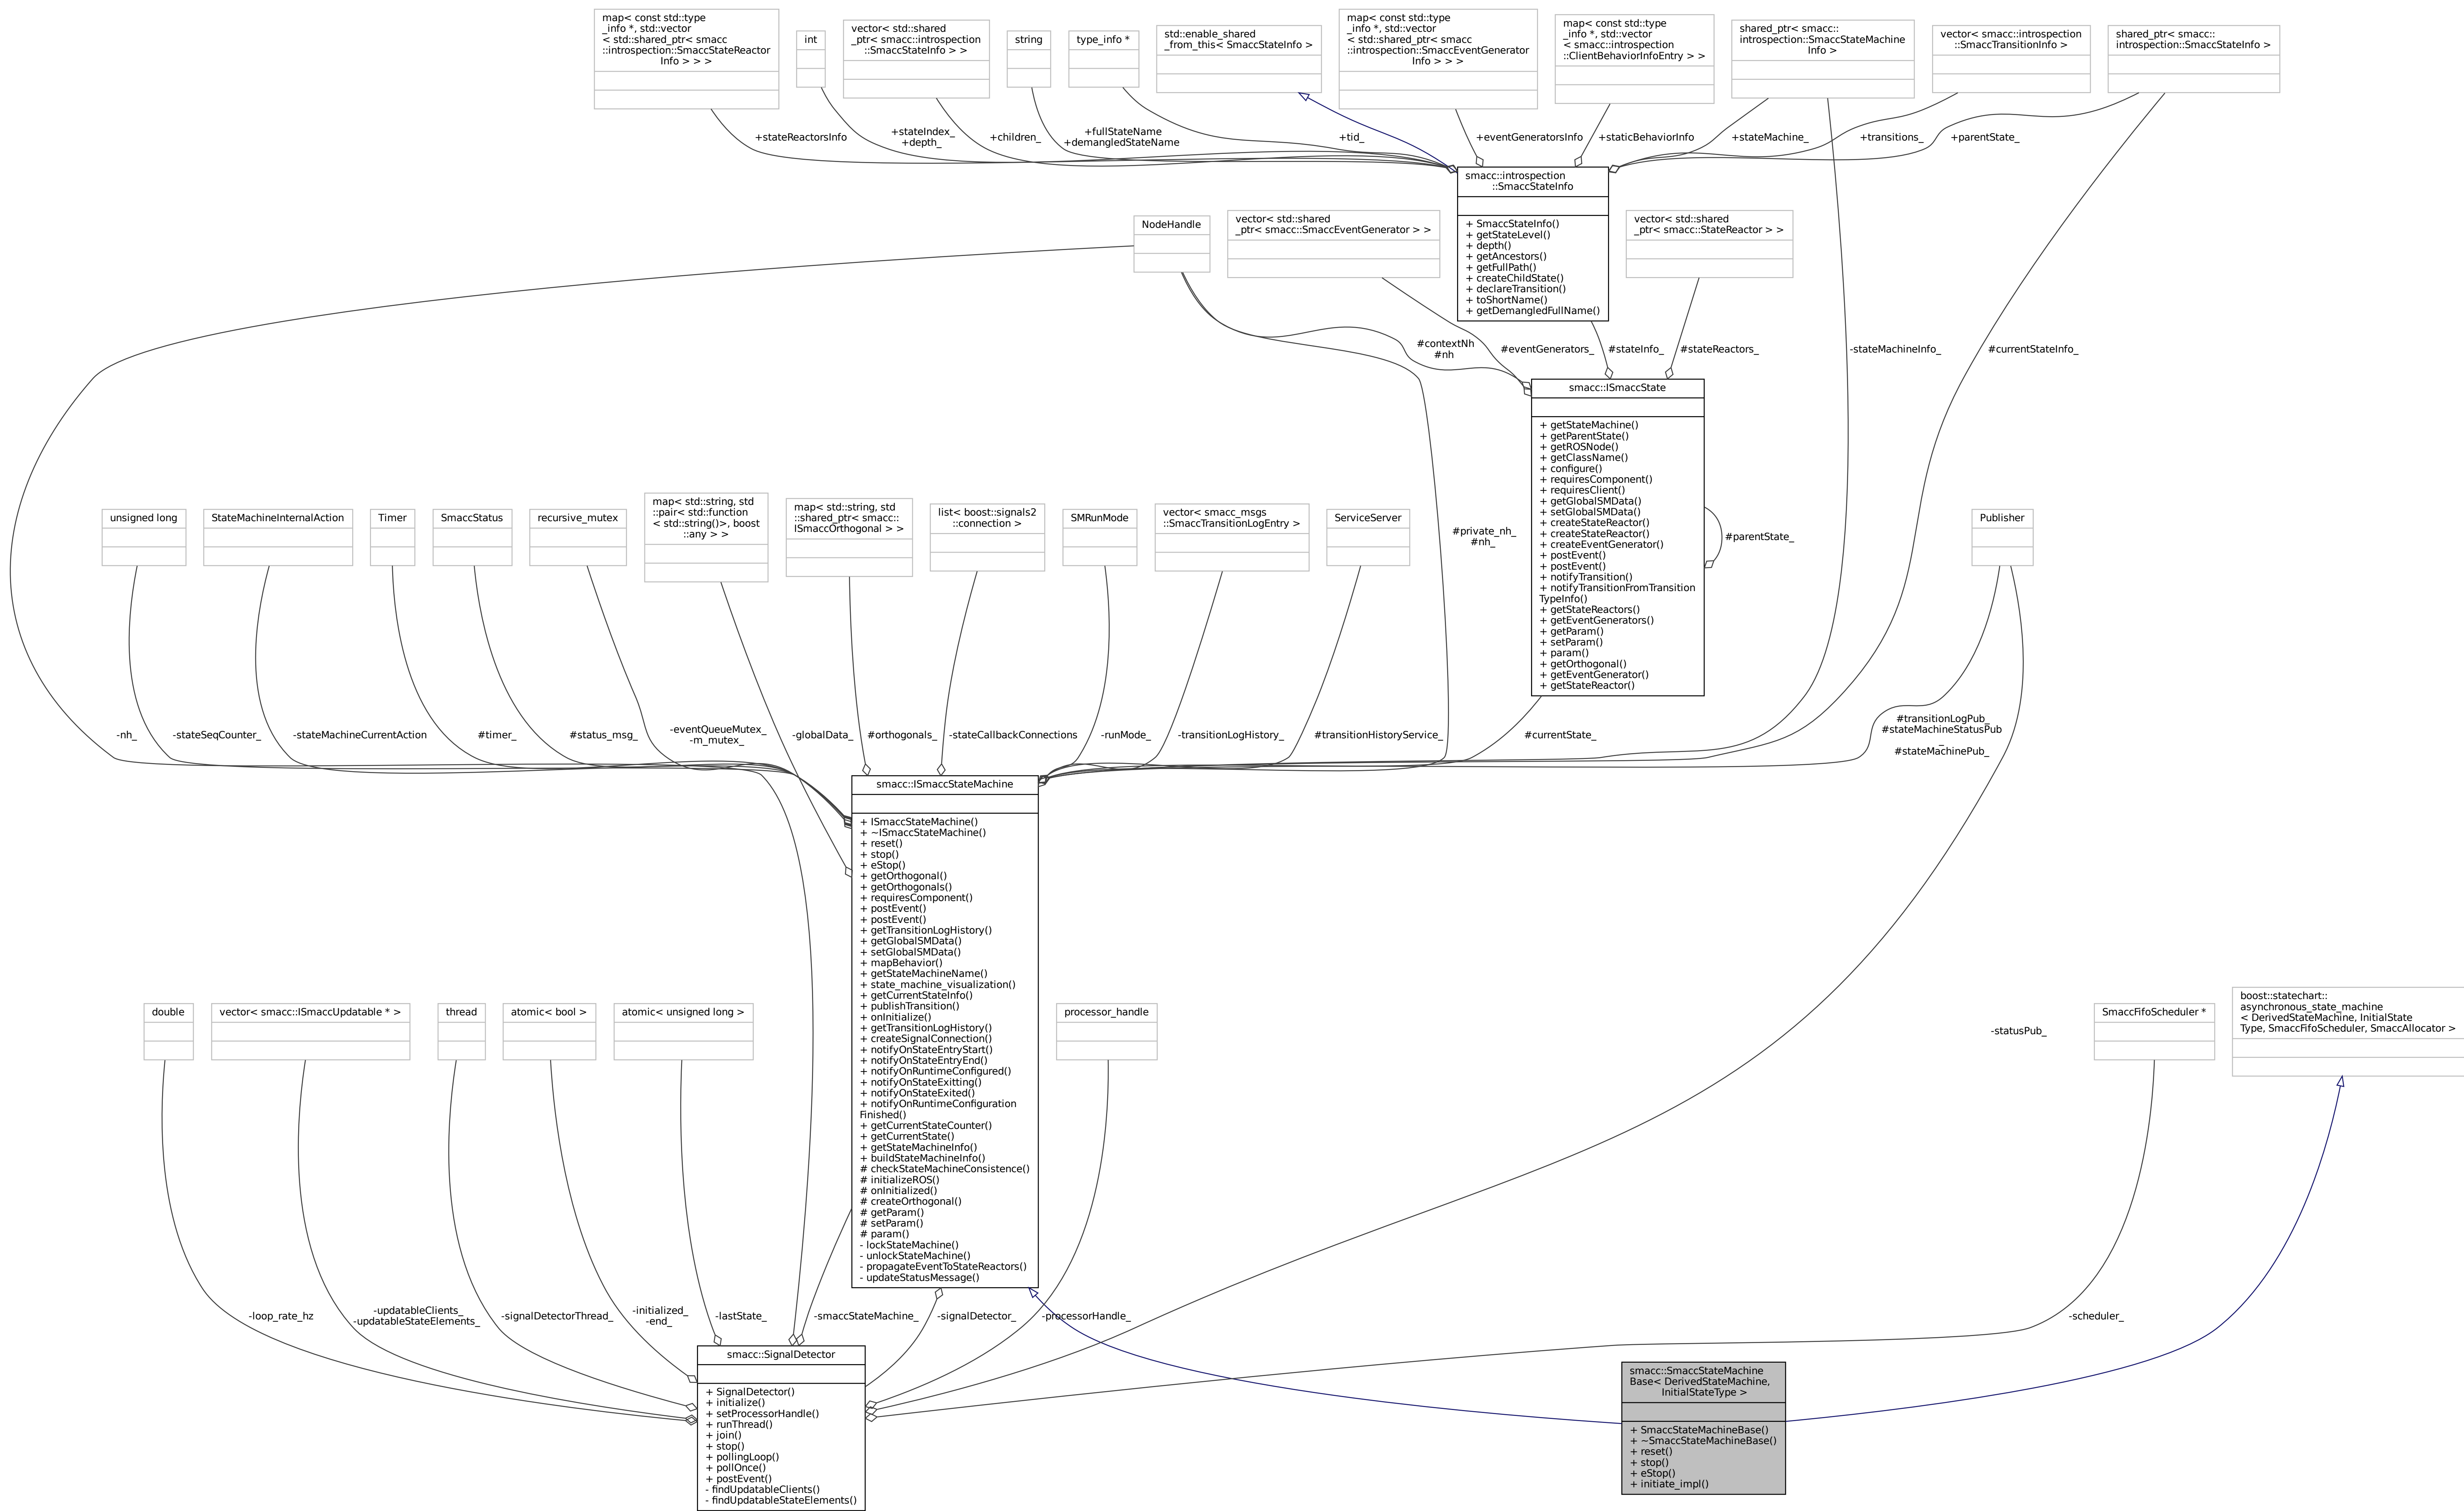 map< const std::type
_info *, std::vector
< std::shared_ptr< smacc
::introspection::SmaccStateReactor
Info > > >
int
vector< std::shared
_ptr< smacc::introspection
::SmaccStateInfo > >
string
type_info *
std::enable_shared
_from_this< SmaccStateInfo >
map< const std::type
_info *, std::vector
< std::shared_ptr< smacc
::introspection::SmaccEventGenerator
Info > > >
map< const std::type
_info *, std::vector
< smacc::introspection
::ClientBehaviorInfoEntry > >
shared_ptr< smacc::
introspection::SmaccStateMachine
Info >
vector< smacc::introspection
::SmaccTransitionInfo >
shared_ptr< smacc::
introspection::SmaccStateInfo >
+stateReactorsInfo
+stateIndex_
+depth_
+children_
+fullStateName
+demangledStateName
+tid_
+eventGeneratorsInfo
+staticBehaviorInfo
+stateMachine_
+transitions_
+parentState_
smacc::introspection
::SmaccStateInfo
+ SmaccStateInfo()
+ getStateLevel()
+ depth()
+ getAncestors()
+ getFullPath()
+ createChildState()
+ declareTransition()
+ toShortName()
+ getDemangledFullName()
NodeHandle
vector< std::shared
_ptr< smacc::SmaccEventGenerator > >
vector< std::shared
_ptr< smacc::StateReactor > >
#contextNh
#nh
#eventGenerators_
#stateInfo_
#stateReactors_
-stateMachineInfo_
#currentStateInfo_
smacc::ISmaccState
+ getStateMachine()
+ getParentState()
+ getROSNode()
+ getClassName()
+ configure()
+ requiresComponent()
+ requiresClient()
+ getGlobalSMData()
+ setGlobalSMData()
+ createStateReactor()
+ createStateReactor()
+ createEventGenerator()
+ postEvent()
+ postEvent()
+ notifyTransition()
+ notifyTransitionFromTransition
TypeInfo()
+ getStateReactors()
+ getEventGenerators()
+ getParam()
+ setParam()
+ param()
+ getOrthogonal()
+ getEventGenerator()
+ getStateReactor()
#parentState_
unsigned long
StateMachineInternalAction
Timer
SmaccStatus
recursive_mutex
map< std::string, std
::pair< std::function
< std::string()>, boost
::any > >
map< std::string, std
::shared_ptr< smacc::
ISmaccOrthogonal > >
list< boost::signals2
::connection >
SMRunMode
vector< smacc_msgs
::SmaccTransitionLogEntry >
ServiceServer
#private_nh_
#nh_
Publisher
-nh_
-stateSeqCounter_
-stateMachineCurrentAction
#timer_
#status_msg_
-eventQueueMutex_
-m_mutex_
-globalData_
#orthogonals_
-stateCallbackConnections
-runMode_
-transitionLogHistory_
#transitionHistoryService_
#currentState_
#transitionLogPub_
#stateMachineStatusPub
_
#stateMachinePub_
smacc::ISmaccStateMachine
+ ISmaccStateMachine()
+ ~ISmaccStateMachine()
+ reset()
+ stop()
+ eStop()
+ getOrthogonal()
+ getOrthogonals()
+ requiresComponent()
+ postEvent()
+ postEvent()
+ getTransitionLogHistory()
+ getGlobalSMData()
+ setGlobalSMData()
+ mapBehavior()
+ getStateMachineName()
+ state_machine_visualization()
+ getCurrentStateInfo()
+ publishTransition()
+ onInitialize()
+ getTransitionLogHistory()
+ createSignalConnection()
+ notifyOnStateEntryStart()
+ notifyOnStateEntryEnd()
+ notifyOnRuntimeConfigured()
+ notifyOnStateExitting()
+ notifyOnStateExited()
+ notifyOnRuntimeConfiguration
Finished()
+ getCurrentStateCounter()
+ getCurrentState()
+ getStateMachineInfo()
+ buildStateMachineInfo()
# checkStateMachineConsistence()
# initializeROS()
# onInitialized()
# createOrthogonal()
# getParam()
# setParam()
# param()
- lockStateMachine()
- unlockStateMachine()
- propagateEventToStateReactors()
- updateStatusMessage()
double
vector< smacc::ISmaccUpdatable * >
thread
atomic< bool >
atomic< unsigned long >
processor_handle
-statusPub_
SmaccFifoScheduler *
boost::statechart::
asynchronous_state_machine
< DerivedStateMachine, InitialState
Type, SmaccFifoScheduler, SmaccAllocator >
-loop_rate_hz
-updatableClients_
-updatableStateElements_
-signalDetectorThread_
-initialized_
-end_
-lastState_
-smaccStateMachine_
-signalDetector_
-processorHandle_
-scheduler_
smacc::SignalDetector
+ SignalDetector()
+ initialize()
+ setProcessorHandle()
+ runThread()
+ join()
+ stop()
+ pollingLoop()
+ pollOnce()
+ postEvent()
- findUpdatableClients()
- findUpdatableStateElements()
smacc::SmaccStateMachine
Base< DerivedStateMachine,
InitialStateType >
+ SmaccStateMachineBase()
+ ~SmaccStateMachineBase()
+ reset()
+ stop()
+ eStop()
+ initiate_impl()